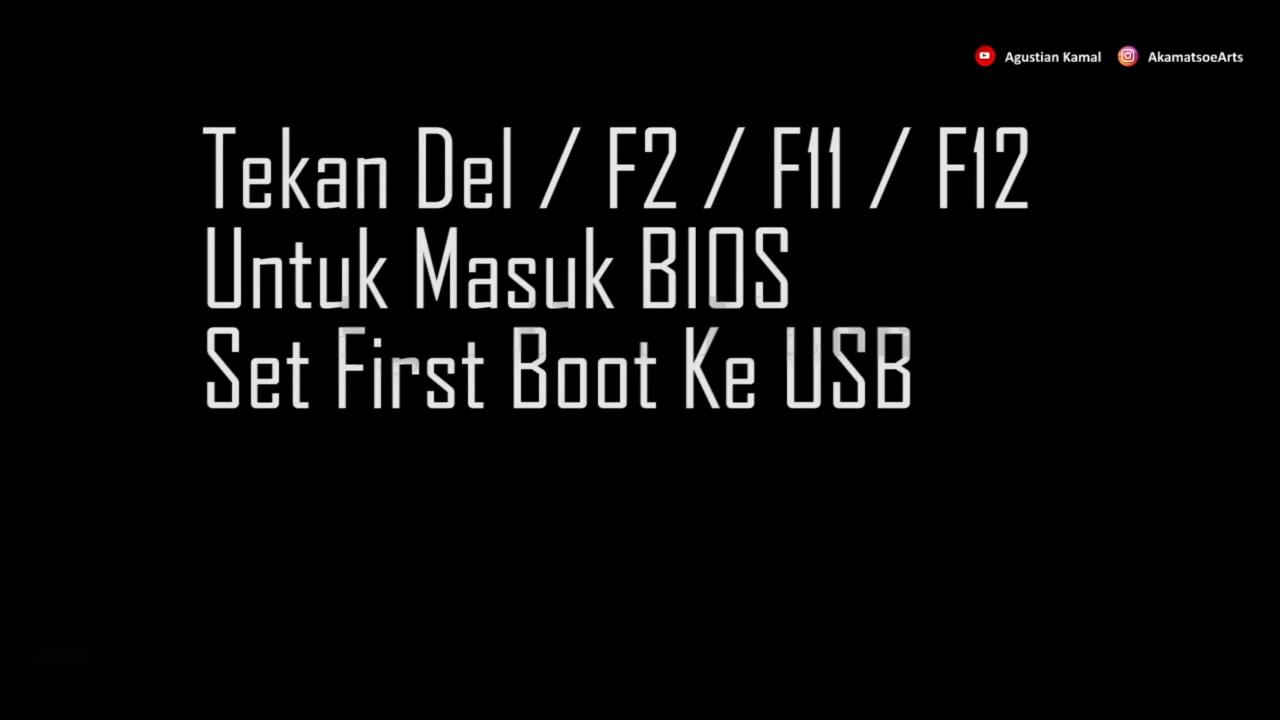 Agustian Kamal AkamatsoeArts
Tekan Del / F2 / F11 / F12
Untuk Masuk BIOS
Set First Boot Ke USB